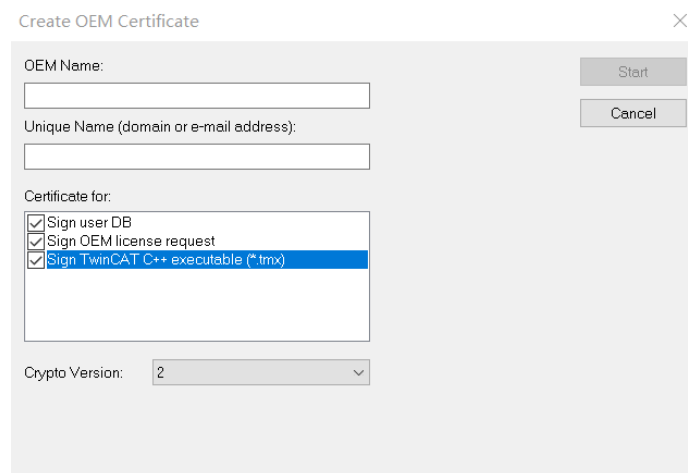 Create OEM Certificate
OEM Name:
Start
Cancel
Unique Name (domain or e-mail address):
Certificate for:
Sign user DB
Sign OEM license request
Sign TwinCAT C++ executable (*.tmx)
Crypto Version:
2